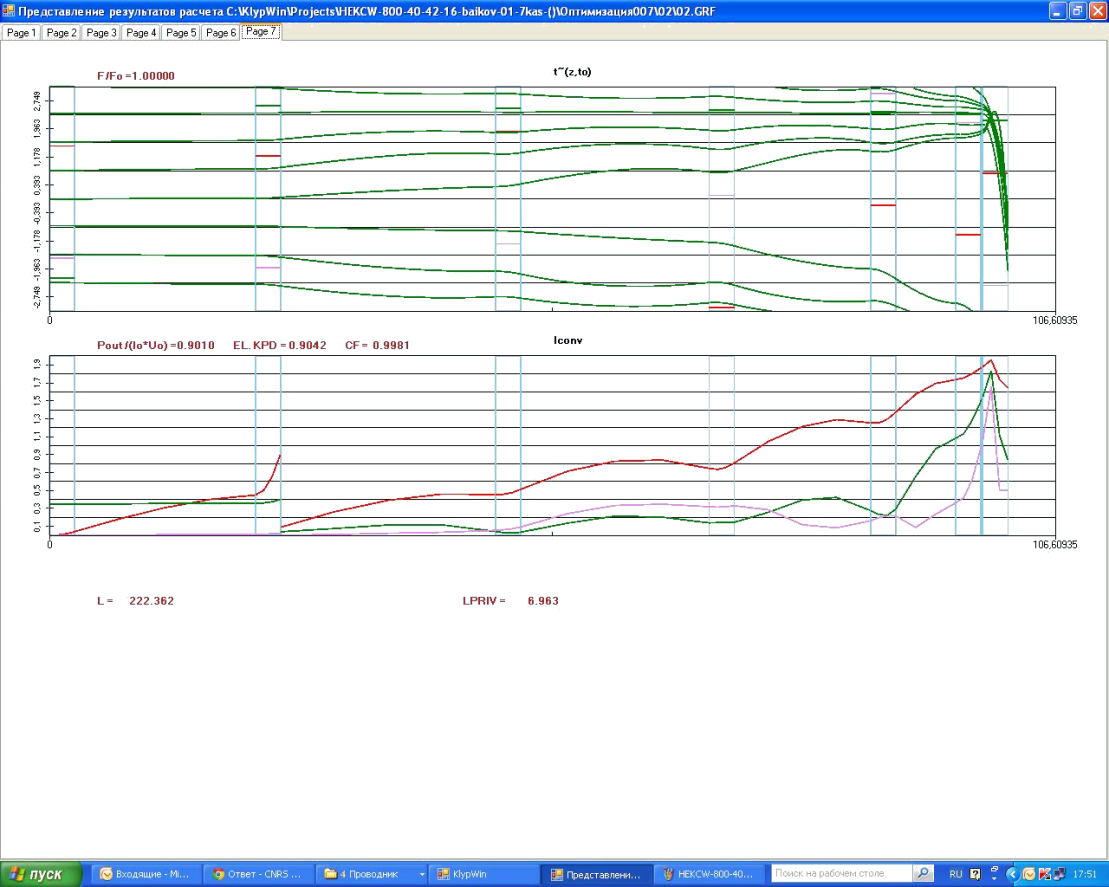 Представление результатов расчета C:\KlypWin\Projects\HEKCW-800-40-42-16-baikov-01-7kas-()\Оптимизация007\02\02.GRF
Page 1 Page 2 Page 3 Page 4 Page 5 Page 6 Page 7
t~(z,to)
F/Fo =1.00000
2,749
1,963
1,178
0,393
-0,393
-1,178
-1,963
-2,749
0 106,60935
Iconv
Pout/(Io*Uo) =0.9010 EL. KPD = 0.9042 CF = 0.9981
1,9
1,7
1,5
1,3
1,1
0,9
0,7
0,5
0,3
0,1
0 106,60935
L = 222.362 LPRIV = 6.963
пуск Входящие - Mi... Ответ - CNRS ... 4 Проводник KlypWin Представлени... HEKCW-800-40... Поиск на рабочем столе RU 17:51